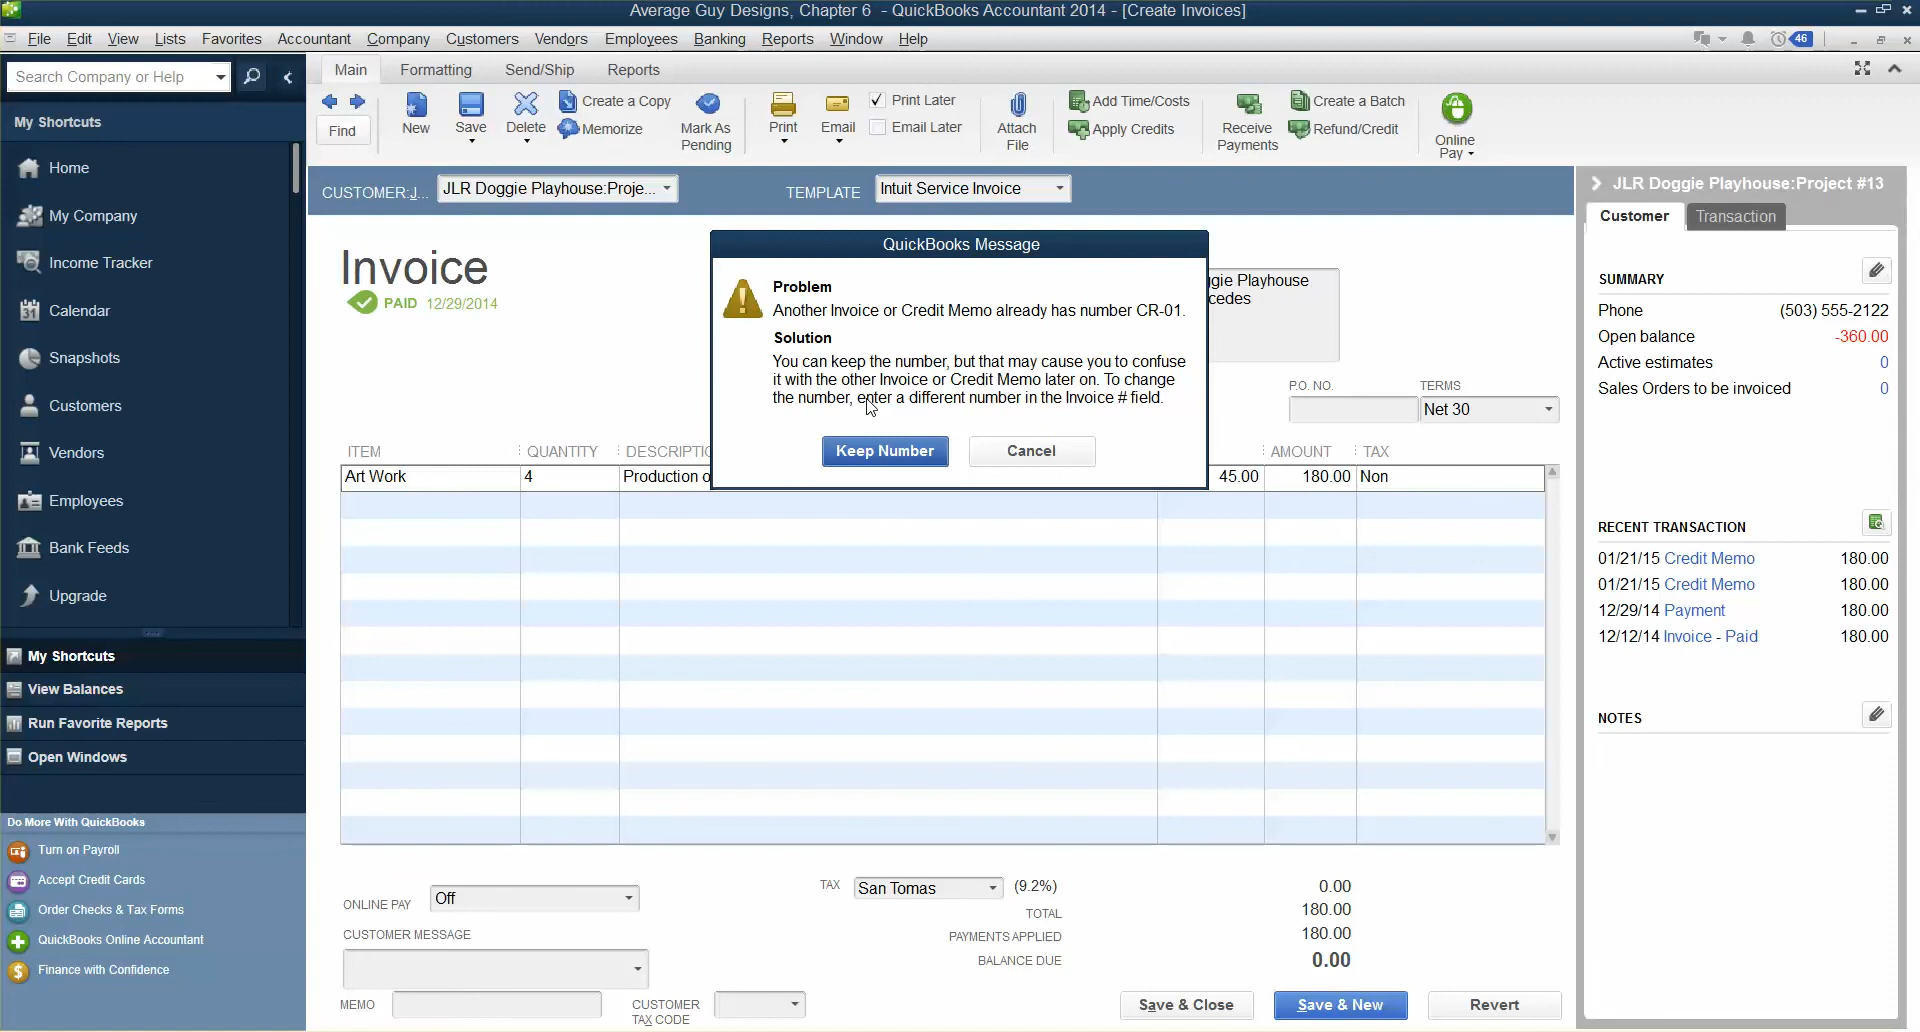 Average Guy Designs, Chapter 6 - QuickBooks Accountant 2014 - [Create Invoices]
File Edit View Lists Favorites Accountant Company Customers Vendors Employees Banking Reports Window Help
46
Search Company or Help
My Shortcuts
Home
My Company
Income Tracker
31 Calendar
Snapshots
Customers
Vendors
Employees
Bank Feeds
Upgrade
My Shortcuts
View Balances
Run Favorite Reports
Open Windows
Do More With QuickBooks
Turn on Payroll
Accept Credit Cards
Order Checks & Tax Forms
QuickBooks Online Accountant
$ Finance with Confidence
Main Formatting Send/Ship Reports
Find
New
Save
Delete
Create a Copy
Memorize
Mark As
Pending
Print
Email
Print Later
Email Later
Attach
File
Add Time/Costs
Apply Credits
Receive
Payments
Create a Batch
Refund/Credit
Online
Pay
CUSTOMER:J... JLR Doggie Playhouse:Proje... TEMPLATE Intuit Service Invoice
Invoice
PAID 12/29/2014
QuickBooks Message
Problem
Another Invoice or Credit Memo already has number CR-01.
Solution
You can keep the number, but that may cause you to confuse
it with the other Invoice or Credit Memo later on. To change
the number, enter a different number in the Invoice # field.
Keep Number Cancel
ggie Playhouse
cedes
P.O. NO. TERMS
Net 30
ITEM QUANTITY DESCRIPTIO AMOUNT TAX
Art Work 4 Production o 45.00 180.00 Non
ONLINE PAY Off
CUSTOMER MESSAGE
MEMO
CUSTOMER
TAX CODE
TAX San Tomas (9.2%) 0.00
TOTAL 180.00
PAYMENTS APPLIED 180.00
BALANCE DUE 0.00
Save & Close Save & New Revert
JLR Doggie Playhouse:Project #13
Customer Transaction
SUMMARY
Phone (503) 555-2122
Open balance -360.00
Active estimates 0
Sales Orders to be invoiced 0
RECENT TRANSACTION
01/21/15 Credit Memo 180.00
01/21/15 Credit Memo 180.00
12/29/14 Payment 180.00
12/12/14 Invoice - Paid 180.00
NOTES